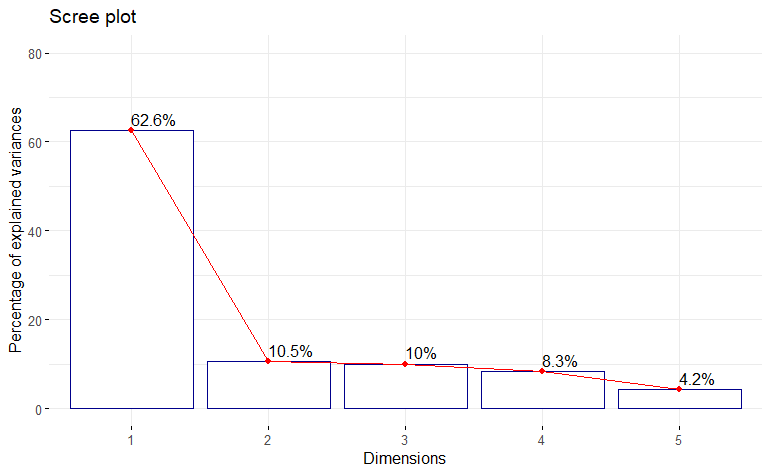 Scree plot
Percentage of explained variances
80
60
40
20
0
62.6%
10.5%
10%
8.3%
4.2%
1 2 3 4 5
Dimensions